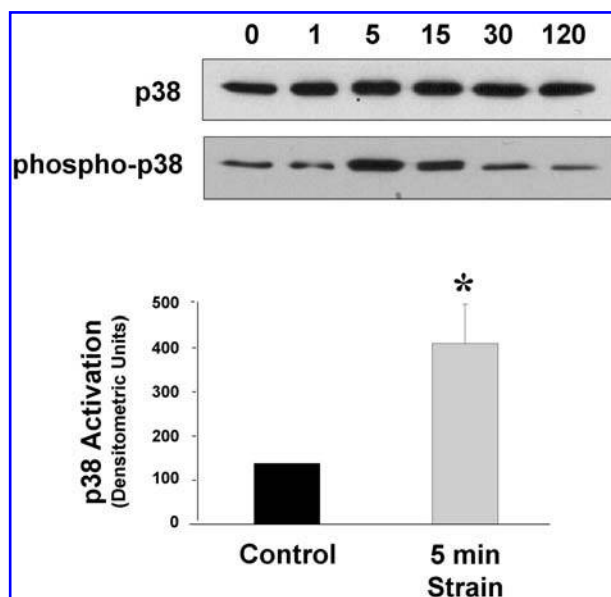 0 1 5 15 30 120
p38
phospho-p38
500
400
300
200
100
0
p38 Activation
(Densitometric Units)
*
Control
5 min
Strain